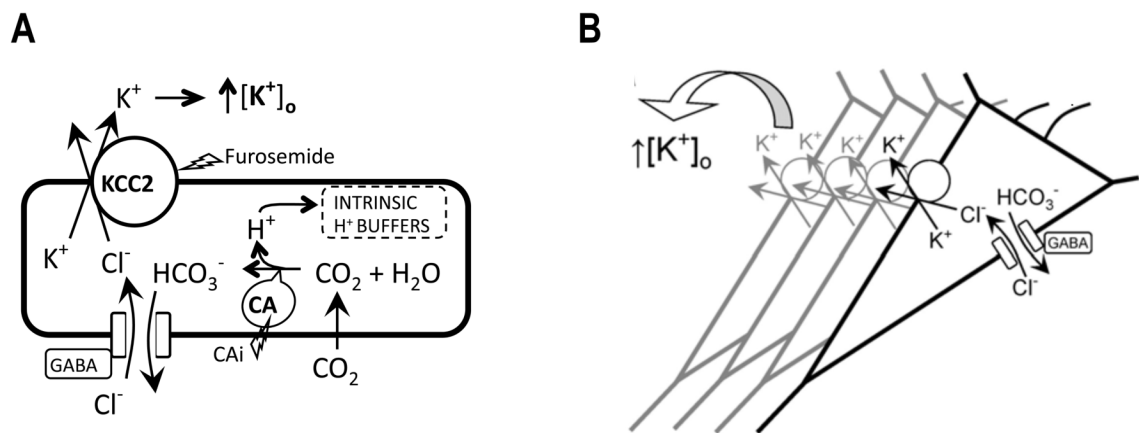 A
K⁺ → ↑[K⁺]ₒ
KCC2
Furosemide
INTRINSIC
H⁺ BUFFERS
H⁺
K⁺
Cl⁻
HCO₃⁻
CO₂ + H₂O
CA
CAi
GABA
CO₂
Cl⁻
B
↑[K⁺]ₒ
K⁺ K⁺ K⁺ K⁺
HCO₃⁻
Cl⁻
K⁺
GABA
Cl⁻